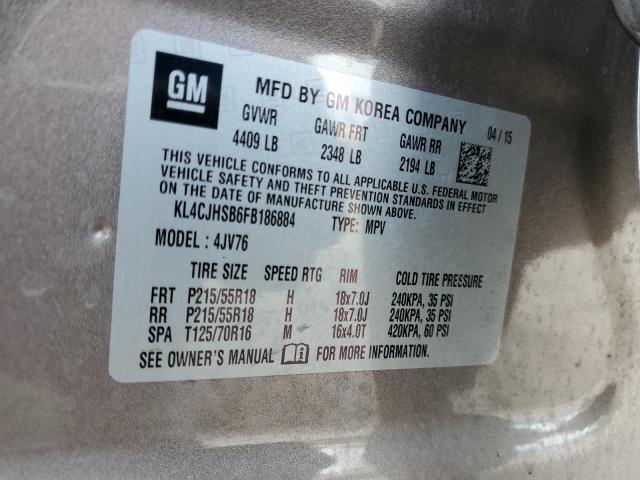 GM
MFD BY GM KOREA COMPANY
04 / 15
GVWR GAWR FRT GAWR RR
4409 LB 2348 LB 2194 LB
THIS VEHICLE CONFORMS TO ALL APPLICABLE U.S. FEDERAL MOTOR
VEHICLE SAFETY AND THEFT PREVENTION STANDARDS IN EFFECT
ON THE DATE OF MANUFACTURE SHOWN ABOVE.
KL4CJHSB6FB186884 TYPE: MPV
MODEL : 4JV76
TIRE SIZE SPEED RTG RIM COLD TIRE PRESSURE
FRT P215/55R18 H 18x7.0J 240KPA, 35 PSI
RR P215/55R18 H 18x7.0J 240KPA, 35 PSI
SPA T125/70R16 M 16x4.0T 420KPA, 60 PSI
SEE OWNER'S MANUAL FOR MORE INFORMATION.